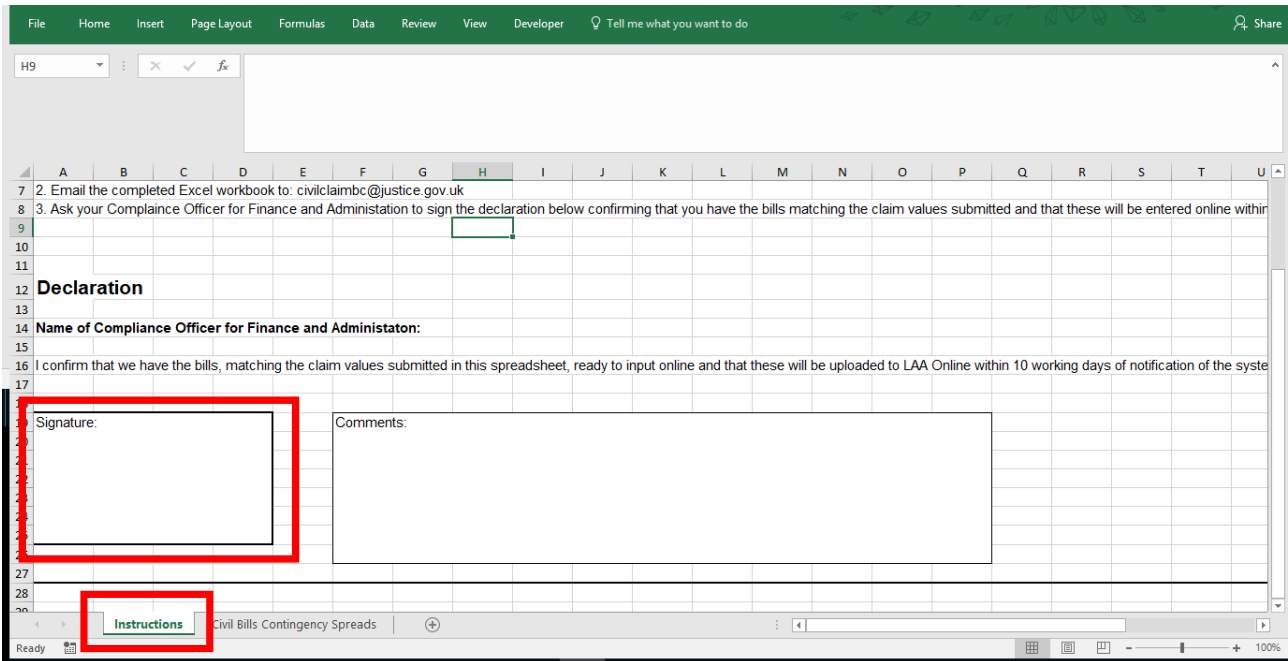 File Home Insert Page Layout Formulas Data Review View Developer Tell me what you want to do Share
H9 fx
A B C D E F G H I J K L M N O P Q R S T U
7 2. Email the completed Excel workbook to: civilclaimbc@justice.gov.uk
8 3. Ask your Complaince Officer for Finance and Administation to sign the declaration below confirming that you have the bills matching the claim values submitted and that these will be entered online within
9
10
11
12 Declaration
13
14 Name of Compliance Officer for Finance and Administaton:
15
16 I confirm that we have the bills, matching the claim values submitted in this spreadsheet, ready to input online and that these will be uploaded to LAA Online within 10 working days of notification of the syste
17
Signature: Comments:
27
28
Instructions Civil Bills Contingency Spreads
Ready 100%